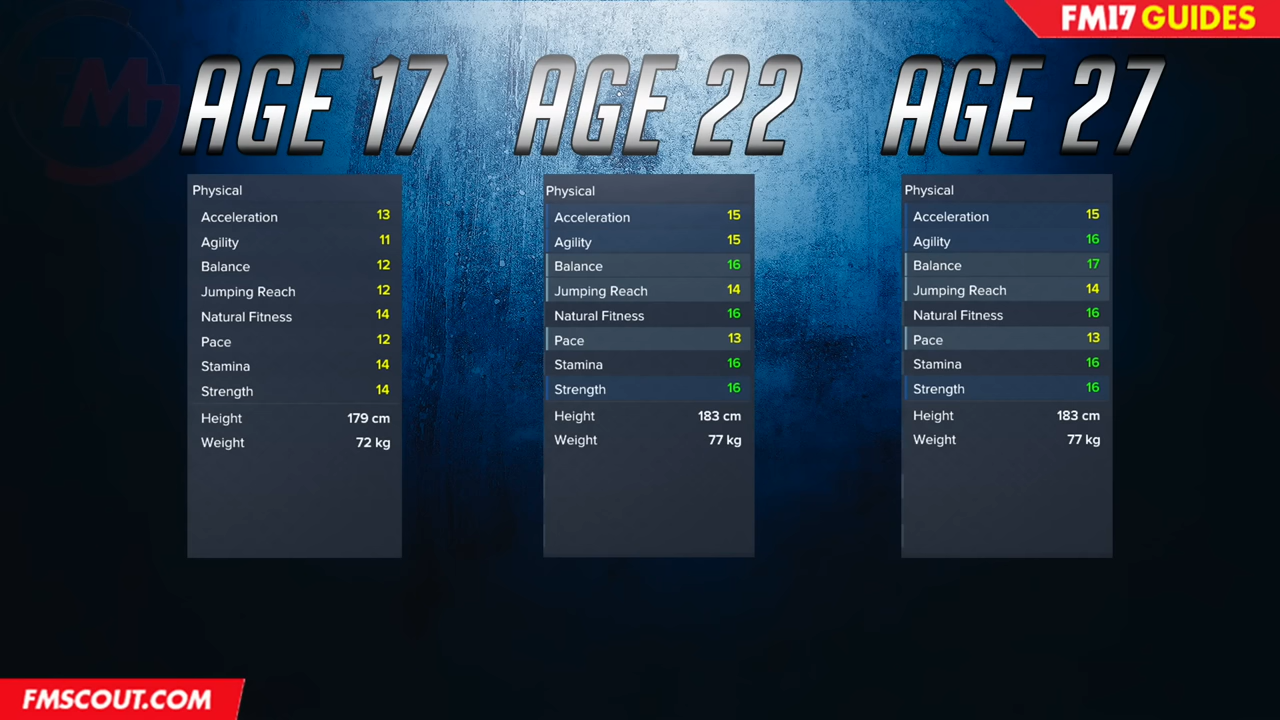 FM17 GUIDES
AGE 17
AGE 22
AGE 27
Physical
Acceleration 13
Agility 11
Balance 12
Jumping Reach 12
Natural Fitness 14
Pace 12
Stamina 14
Strength 14
Height 179 cm
Weight 72 kg
Physical
Acceleration 15
Agility 15
Balance 16
Jumping Reach 14
Natural Fitness 16
Pace 13
Stamina 16
Strength 16
Height 183 cm
Weight 77 kg
Physical
Acceleration 15
Agility 16
Balance 17
Jumping Reach 14
Natural Fitness 16
Pace 13
Stamina 16
Strength 16
Height 183 cm
Weight 77 kg
FMSCOUT.COM